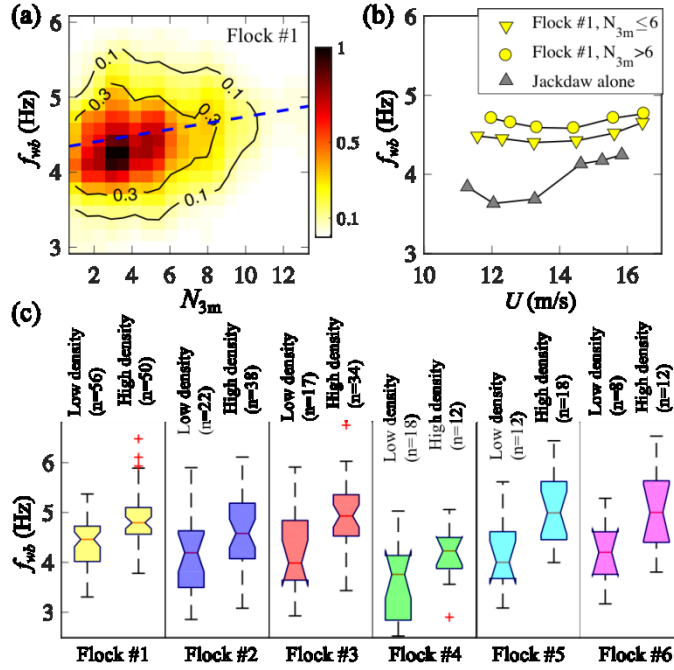 (a)
Flock #1
f_wb (Hz)
6
5
4
3
0.1
0.3
0.3
0.1
2 4 6 8 10 12
N_3m
1
0.5
0.1
(b)
Flock #1, N_3m≤6
Flock #1, N_3m>6
Jackdaw alone
f_wb (Hz)
6
5
4
3
10 12 14 16
U (m/s)
(c)
Low density
(n=56)
High density
(n=50)
Low density
(n=22)
High density
(n=38)
Low density
(n=17)
High density
(n=34)
Low density
(n=18)
High density
(n=12)
Low density
(n=12)
High density
(n=18)
Low density
(n=8)
High density
(n=12)
f_wb (Hz)
6
5
4
3
Flock #1
Flock #2
Flock #3
Flock #4
Flock #5
Flock #6